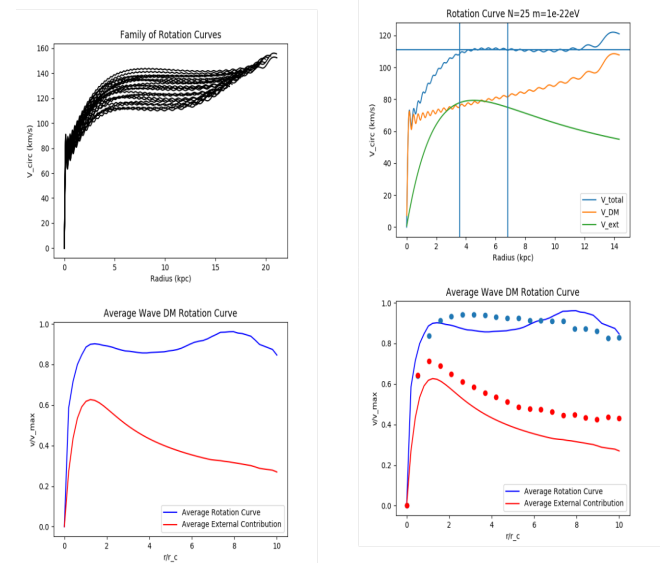 Family of Rotation Curves
160
140
120
100
80
60
40
20
0
V_circ (km/s)
0 5 10 15 20
Radius (kpc)
Rotation Curve N=25 m=1e-22eV
120
100
80
60
40
20
0
V_circ (km/s)
V_total
V_DM
V_ext
0 2 4 6 8 10 12 14
Radius (kpc)
Average Wave DM Rotation Curve
1.0
0.8
0.6
0.4
0.2
0.0
v/v_max
Average Rotation Curve
Average External Contribution
0 2 4 6 8 10
r/r_c
Average Wave DM Rotation Curve
1.0
0.8
0.6
0.4
0.2
0.0
v/v_max
Average Rotation Curve
Average External Contribution
0 2 4 6 8 10
r/r_c